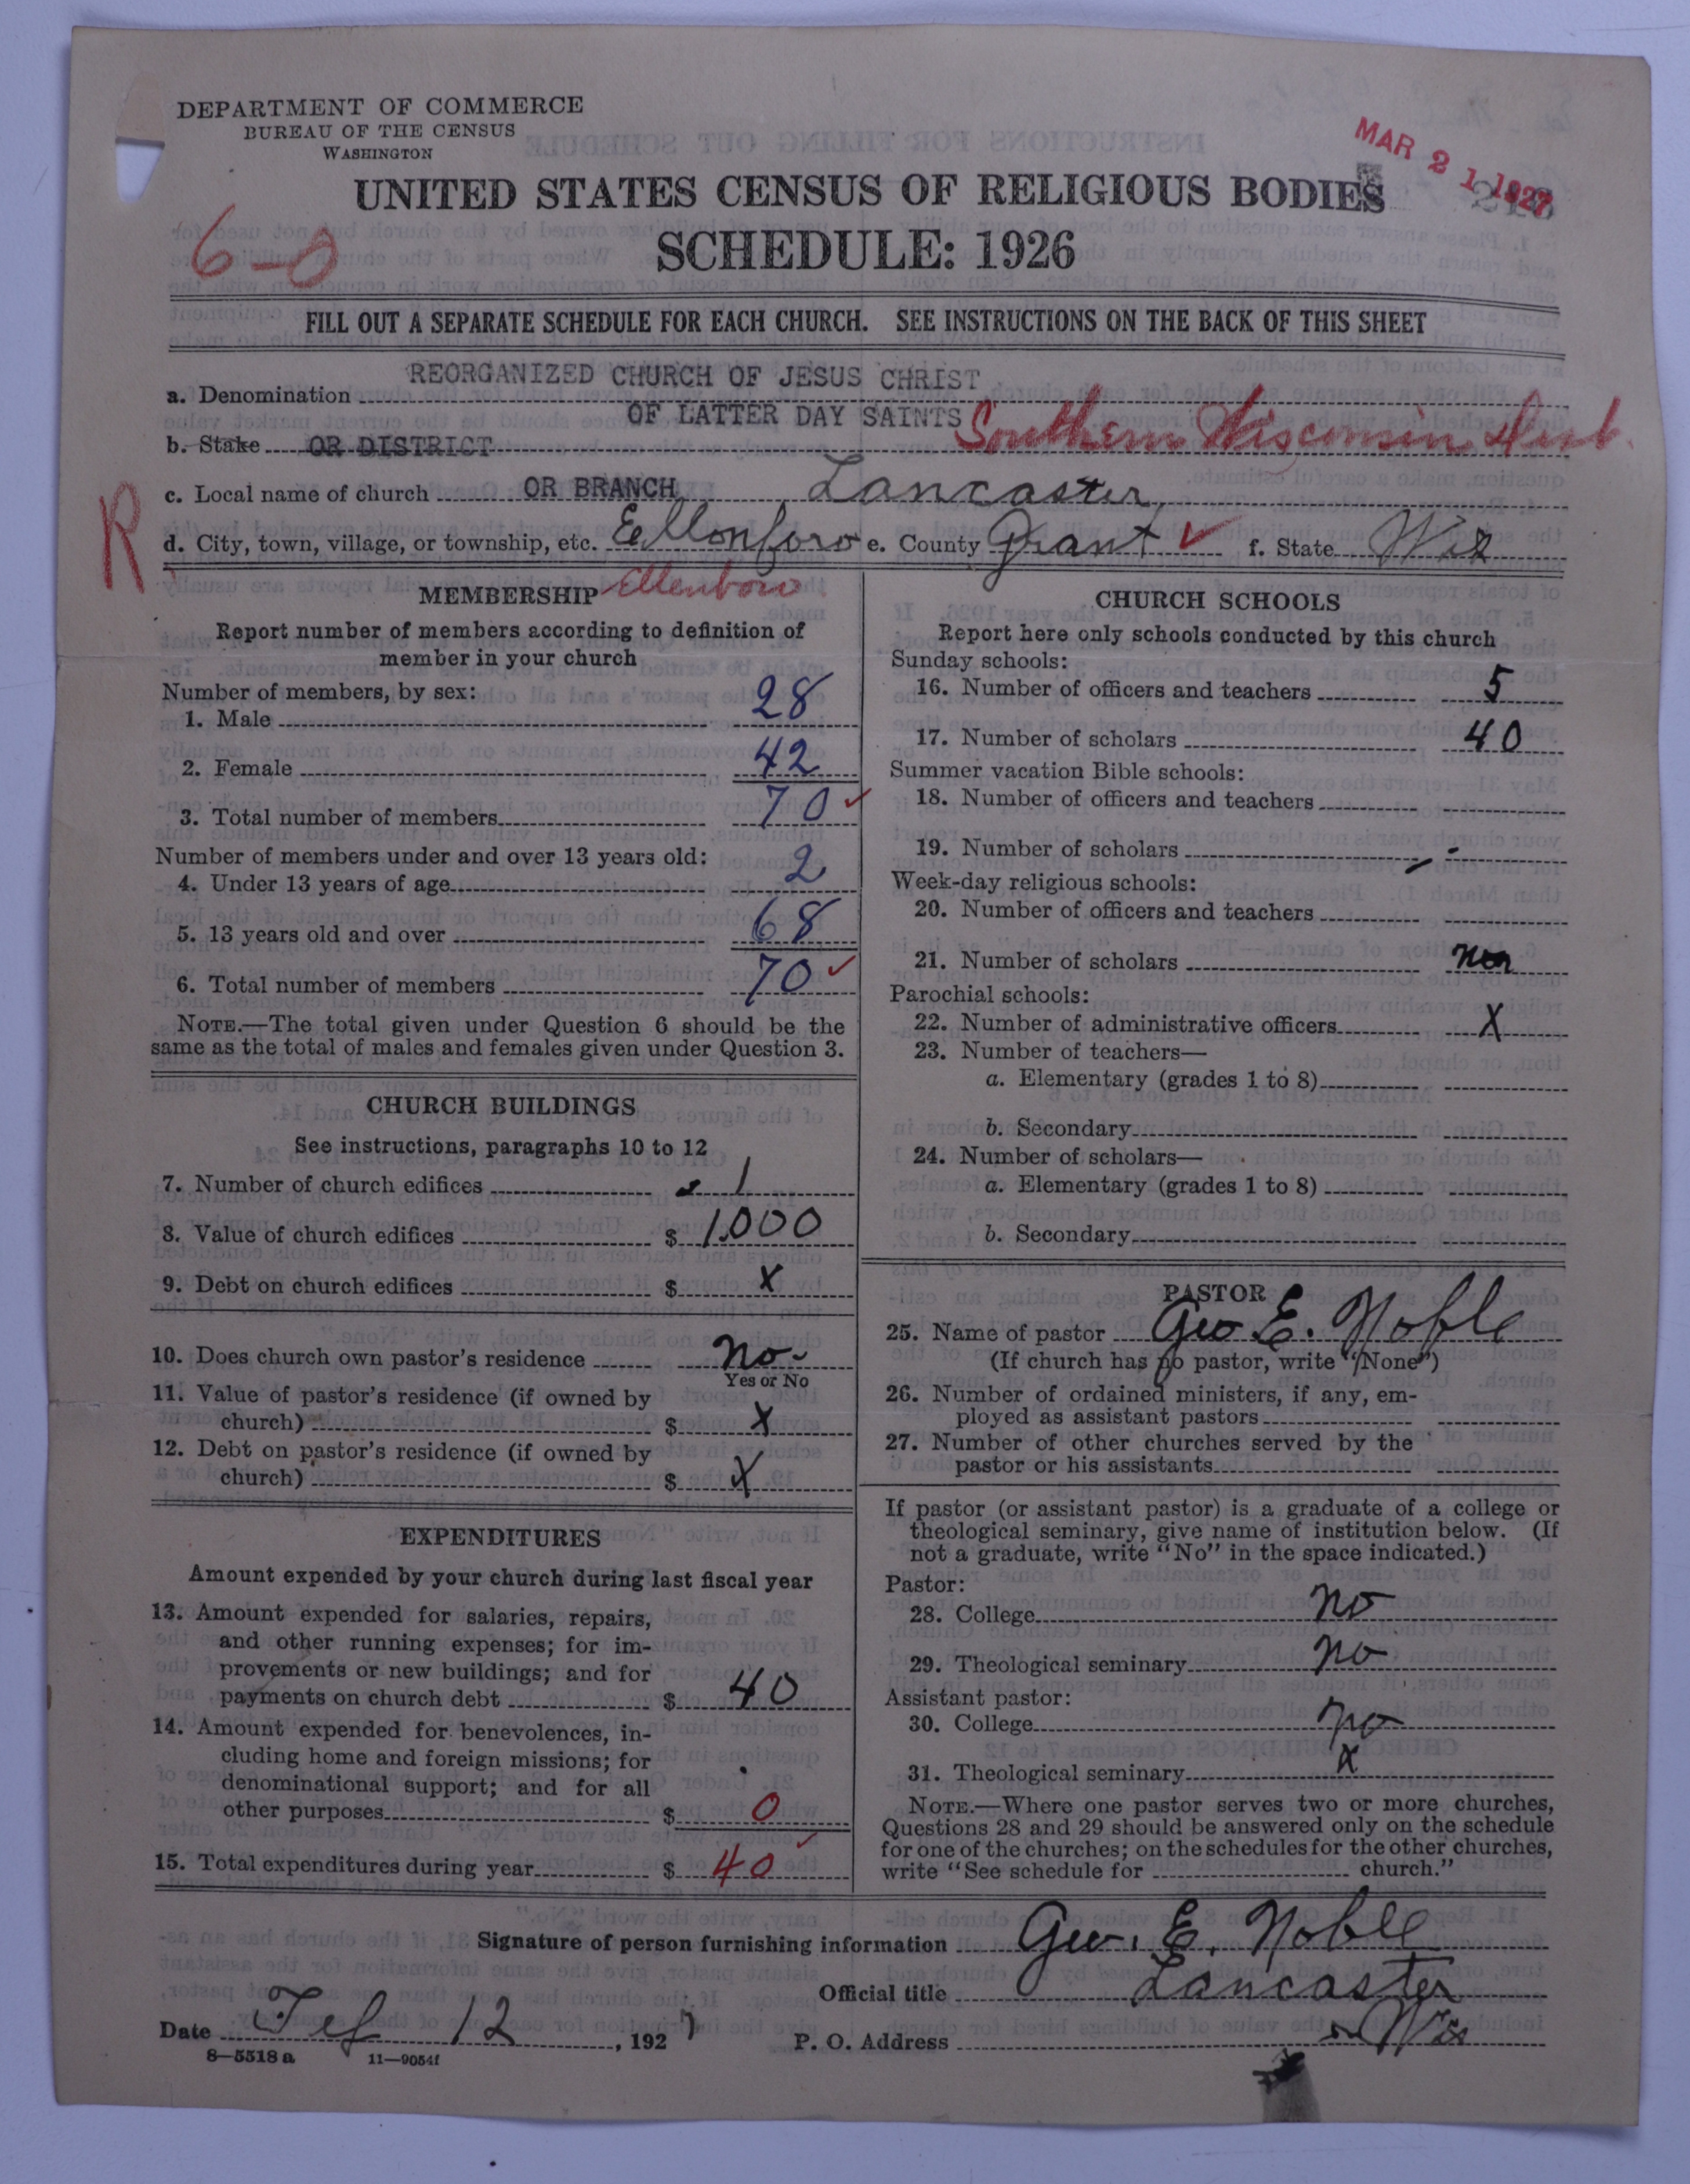 DEPARTMENT OF COMMERCE
BUREAU OF THE CENSUS
WASHINGTON
MAR 21 1927
UNITED STATES CENSUS OF RELIGIOUS BODIES
SCHEDULE: 1926
6-0
FILL OUT A SEPARATE SCHEDULE FOR EACH CHURCH. SEE INSTRUCTIONS ON THE BACK OF THIS SHEET
a. Denomination REORGANIZED CHURCH OF JESUS CHRIST
OF LATTER DAY SAINTS
b. Stake OR DISTRICT Southern Wisconsin Dist.
c. Local name of church OR BRANCH Lancaster
R
d. City, town, village, or township, etc. Eellonboro e. County Grant ✓ f. State Wis
Ellenboro
MEMBERSHIP
Report number of members according to definition of
member in your church
Number of members, by sex:
1. Male 28
2. Female 42
3. Total number of members 70 ✓
Number of members under and over 13 years old:
4. Under 13 years of age 2
5. 13 years old and over 68
6. Total number of members 70 ✓
NOTE.—The total given under Question 6 should be the
same as the total of males and females given under Question 3.
CHURCH BUILDINGS
See instructions, paragraphs 10 to 12
7. Number of church edifices 1
8. Value of church edifices $ 1000
9. Debt on church edifices $ X
10. Does church own pastor's residence no
Yes or No
11. Value of pastor's residence (if owned by
church) $ X
12. Debt on pastor's residence (if owned by
church) $ X
EXPENDITURES
Amount expended by your church during last fiscal year
13. Amount expended for salaries, repairs,
and other running expenses; for im-
provements or new buildings; and for
payments on church debt $ 40
14. Amount expended for benevolences, in-
cluding home and foreign missions; for
denominational support; and for all
other purposes $ 0
15. Total expenditures during year $ 40 ✓
CHURCH SCHOOLS
Report here only schools conducted by this church
Sunday schools:
16. Number of officers and teachers 5
17. Number of scholars 40
Summer vacation Bible schools:
18. Number of officers and teachers
19. Number of scholars
Week-day religious schools:
20. Number of officers and teachers
21. Number of scholars
Parochial schools:
22. Number of administrative officers X
23. Number of teachers—
a. Elementary (grades 1 to 8)
b. Secondary
24. Number of scholars—
a. Elementary (grades 1 to 8)
b. Secondary
PASTOR
25. Name of pastor Geo E. Noble
(If church has no pastor, write "None")
26. Number of ordained ministers, if any, em-
ployed as assistant pastors
27. Number of other churches served by the
pastor or his assistants
If pastor (or assistant pastor) is a graduate of a college or
theological seminary, give name of institution below. (If
not a graduate, write "No" in the space indicated.)
Pastor:
28. College no
29. Theological seminary no
Assistant pastor:
30. College no
31. Theological seminary X
NOTE.—Where one pastor serves two or more churches,
Questions 28 and 29 should be answered only on the schedule
for one of the churches; on the schedules for the other churches,
write "See schedule for church."
Signature of person furnishing information Geo. E. Noble
Official title Lancaster
Date Feb 12, 1927 P. O. Address Wis
8—5518 a 11—9054f